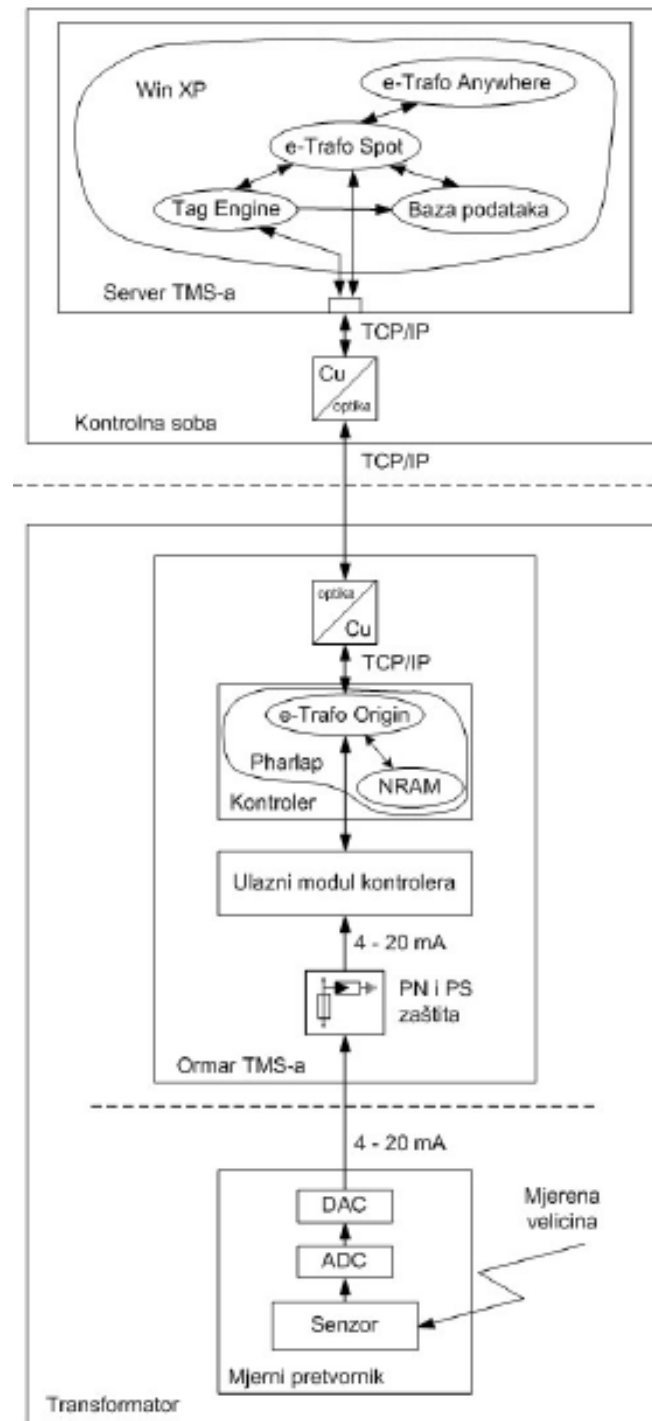 Win XP
e-Trafo Anywhere
e-Trafo Spot
Tag Engine
Baza podataka
Server TMS-a
TCP/IP
Cu
optika
Kontrolna soba
TCP/IP
optika
Cu
TCP/IP
e-Trafo Origin
Pharlap
NRAM
Kontroler
Ulazni modul kontrolera
4 - 20 mA
PN i PS
zaštita
Ormar TMS-a
4 - 20 mA
DAC
Mjerena
velicina
ADC
Senzor
Mjerni pretvornik
Transformator